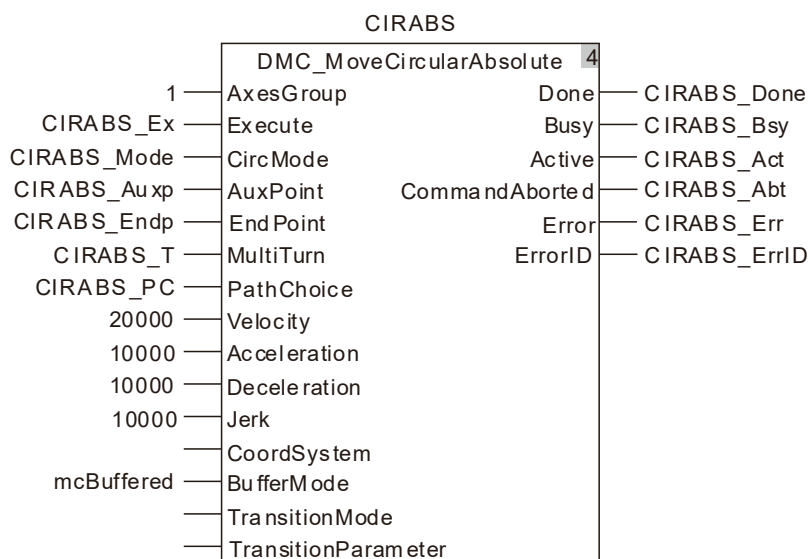 CIRABS
DMC_MoveCircularAbsolute 4
1 AxesGroup Done CIRABS_Done
CIRABS_Ex Execute Busy CIRABS_Bsy
CIRABS_Mode CircMode Active CIRABS_Act
CIRABS_Auxp AuxPoint CommandAborted CIRABS_Abt
CIRABS_Endp EndPoint Error CIRABS_Err
CIRABS_T MultiTurn ErrorID CIRABS_ErrID
CIRABS_PC PathChoice
20000 Velocity
10000 Acceleration
10000 Deceleration
10000 Jerk
CoordSystem
mcBuffered BufferMode
TransitionMode
TransitionParameter